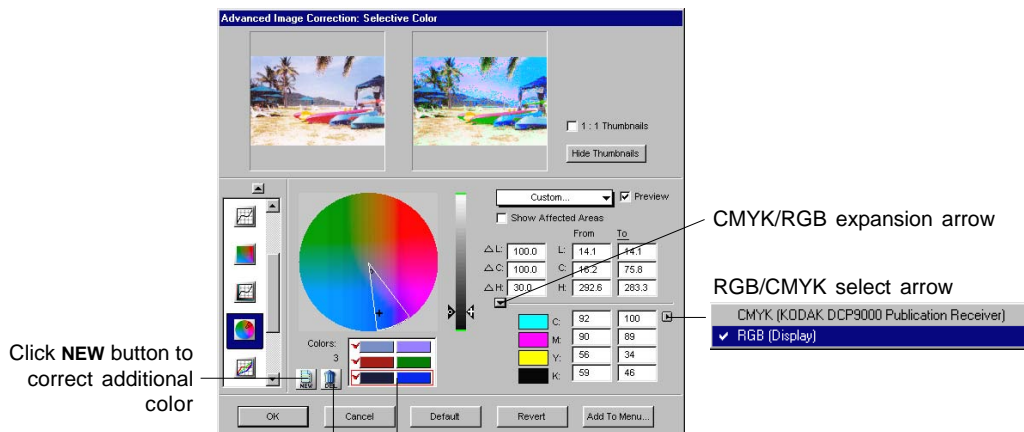 Advanced Image Correction: Selective Color
1 : 1 Thumbnails
Hide Thumbnails
Custom...
Preview
Show Affected Areas
From To
△ L: 100.0 L: 14.1 14.1
△ C: 100.0 C: 16.2 75.8
△ H: 30.0 H: 292.6 283.3
C: 92 100
M: 90 89
Y: 56 34
K: 59 46
Colors:
3
NEW
DEL
OK
Cancel
Default
Revert
Add To Menu...
CMYK/RGB expansion arrow
RGB/CMYK select arrow
CMYK (KODAK DCP9000 Publication Receiver)
✔ RGB (Display)
Click NEW button to
correct additional
color